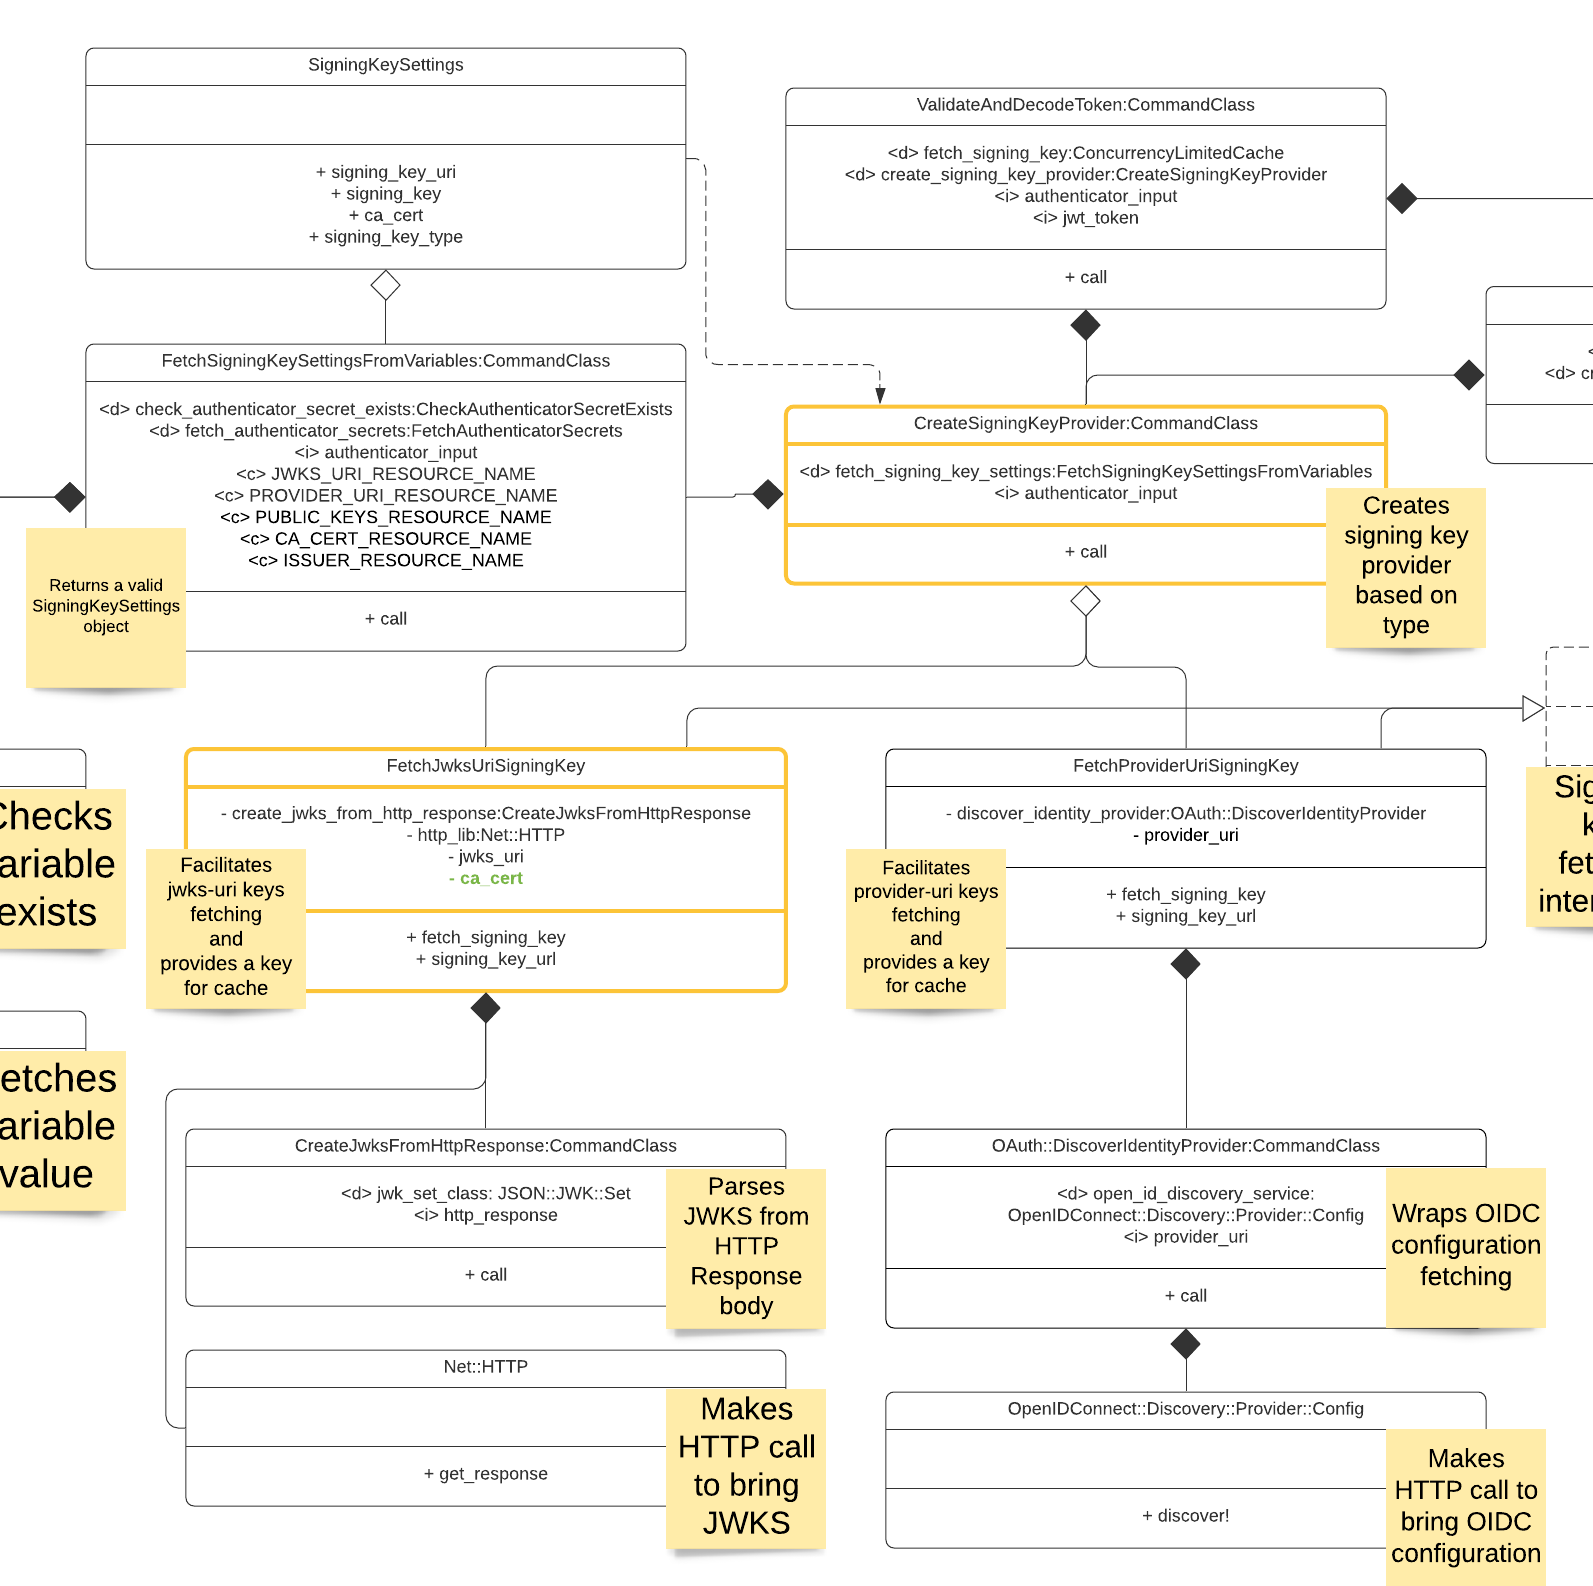 SigningKeySettings
+ signing_key_uri
+ signing_key
+ ca_cert
+ signing_key_type
ValidateAndDecodeToken:CommandClass
<d> fetch_signing_key:ConcurrencyLimitedCache
<d> create_signing_key_provider:CreateSigningKeyProvider
<i> authenticator_input
<i> jwt_token
+ call
FetchSigningKeySettingsFromVariables:CommandClass
<d> check_authenticator_secret_exists:CheckAuthenticatorSecretExists
<d> fetch_authenticator_secrets:FetchAuthenticatorSecrets
<i> authenticator_input
<c> JWKS_URI_RESOURCE_NAME
<c> PROVIDER_URI_RESOURCE_NAME
<c> PUBLIC_KEYS_RESOURCE_NAME
<c> CA_CERT_RESOURCE_NAME
<c> ISSUER_RESOURCE_NAME
+ call
Returns a valid
SigningKeySettings
object
<d> cr
CreateSigningKeyProvider:CommandClass
<d> fetch_signing_key_settings:FetchSigningKeySettingsFromVariables
<i> authenticator_input
+ call
Creates
signing key
provider
based on
type
FetchJwksUriSigningKey
- create_jwks_from_http_response:CreateJwksFromHttpResponse
- http_lib:Net::HTTP
- jwks_uri
- ca_cert
+ fetch_signing_key
+ signing_key_url
Facilitates
jwks-uri keys
fetching
and
provides a key
for cache
FetchProviderUriSigningKey
- discover_identity_provider:OAuth::DiscoverIdentityProvider
- provider_uri
+ fetch_signing_key
+ signing_key_url
Facilitates
provider-uri keys
fetching
and
provides a key
for cache
Sig
k
fet
inter
Checks
ariable
exists
etches
ariable
value
CreateJwksFromHttpResponse:CommandClass
<d> jwk_set_class: JSON::JWK::Set
<i> http_response
+ call
Parses
JWKS from
HTTP
Response
body
OAuth::DiscoverIdentityProvider:CommandClass
<d> open_id_discovery_service:
OpenIDConnect::Discovery::Provider::Config
<i> provider_uri
+ call
Wraps OIDC
configuration
fetching
Net::HTTP
+ get_response
Makes
HTTP call
to bring
JWKS
OpenIDConnect::Discovery::Provider::Config
+ discover!
Makes
HTTP call to
bring OIDC
configuration